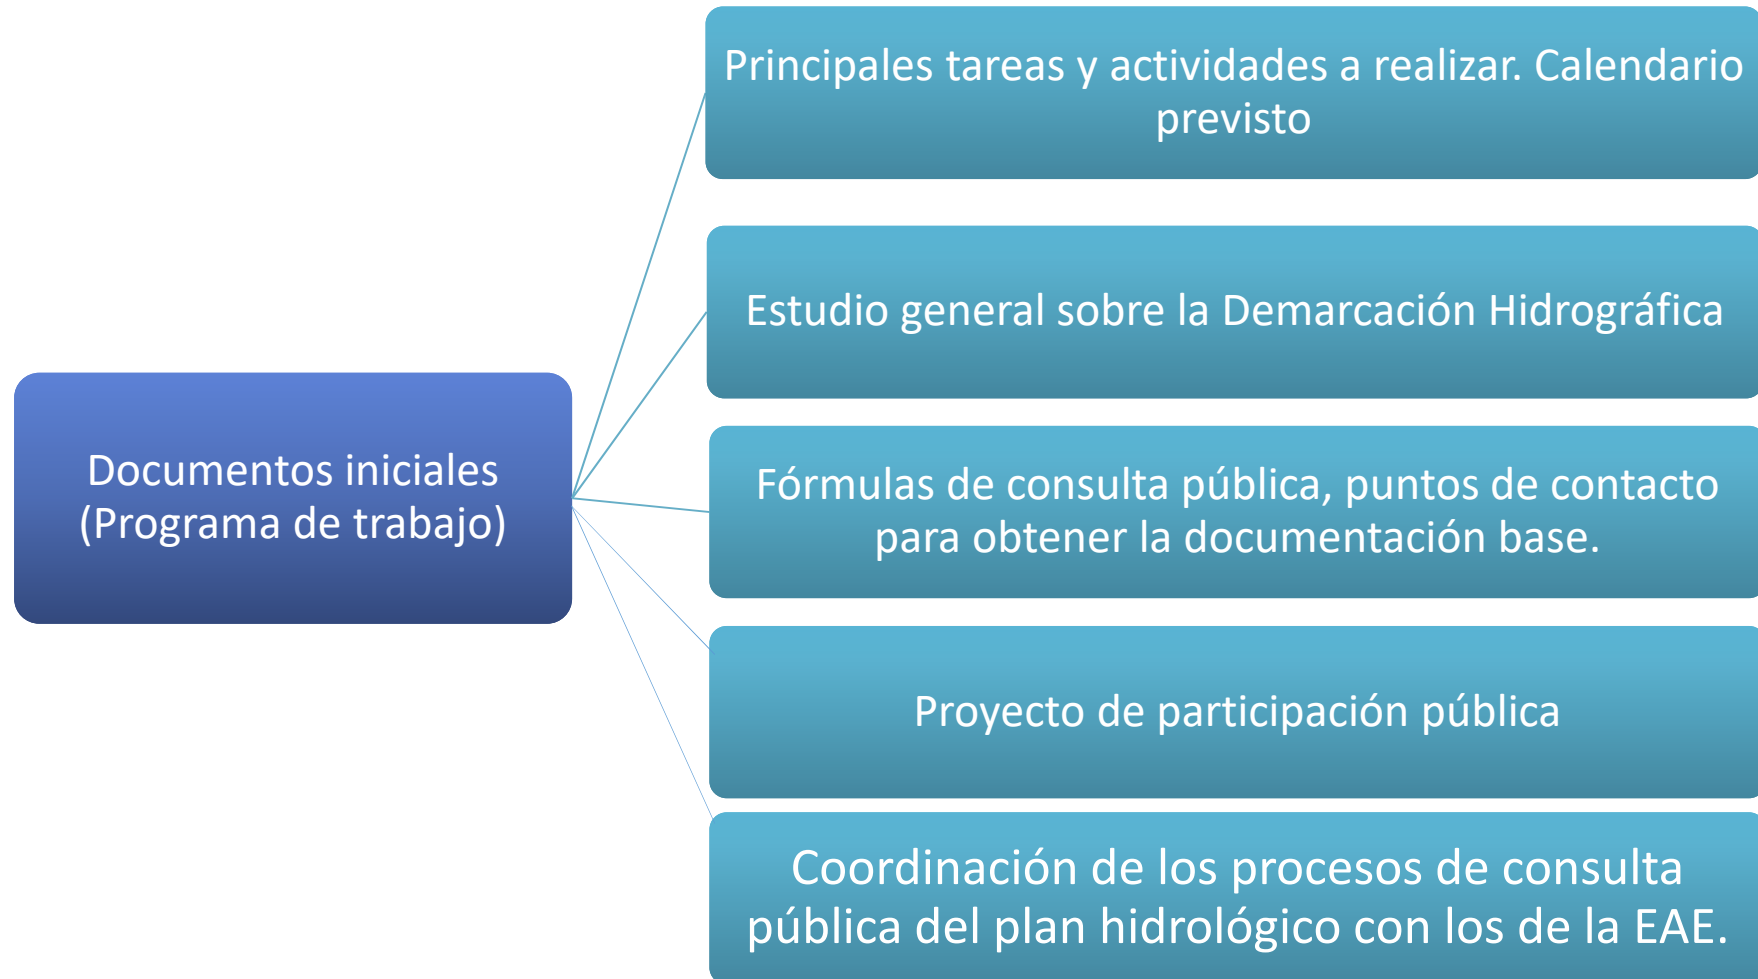 Principales tareas y actividades a realizar. Calendario
previsto
Estudio general sobre la Demarcación Hidrográfica
Documentos iniciales
(Programa de trabajo)
Fórmulas de consulta pública, puntos de contacto
para obtener la documentación base.
Proyecto de participación pública
Coordinación de los procesos de consulta
pública del plan hidrológico con los de la EAE.